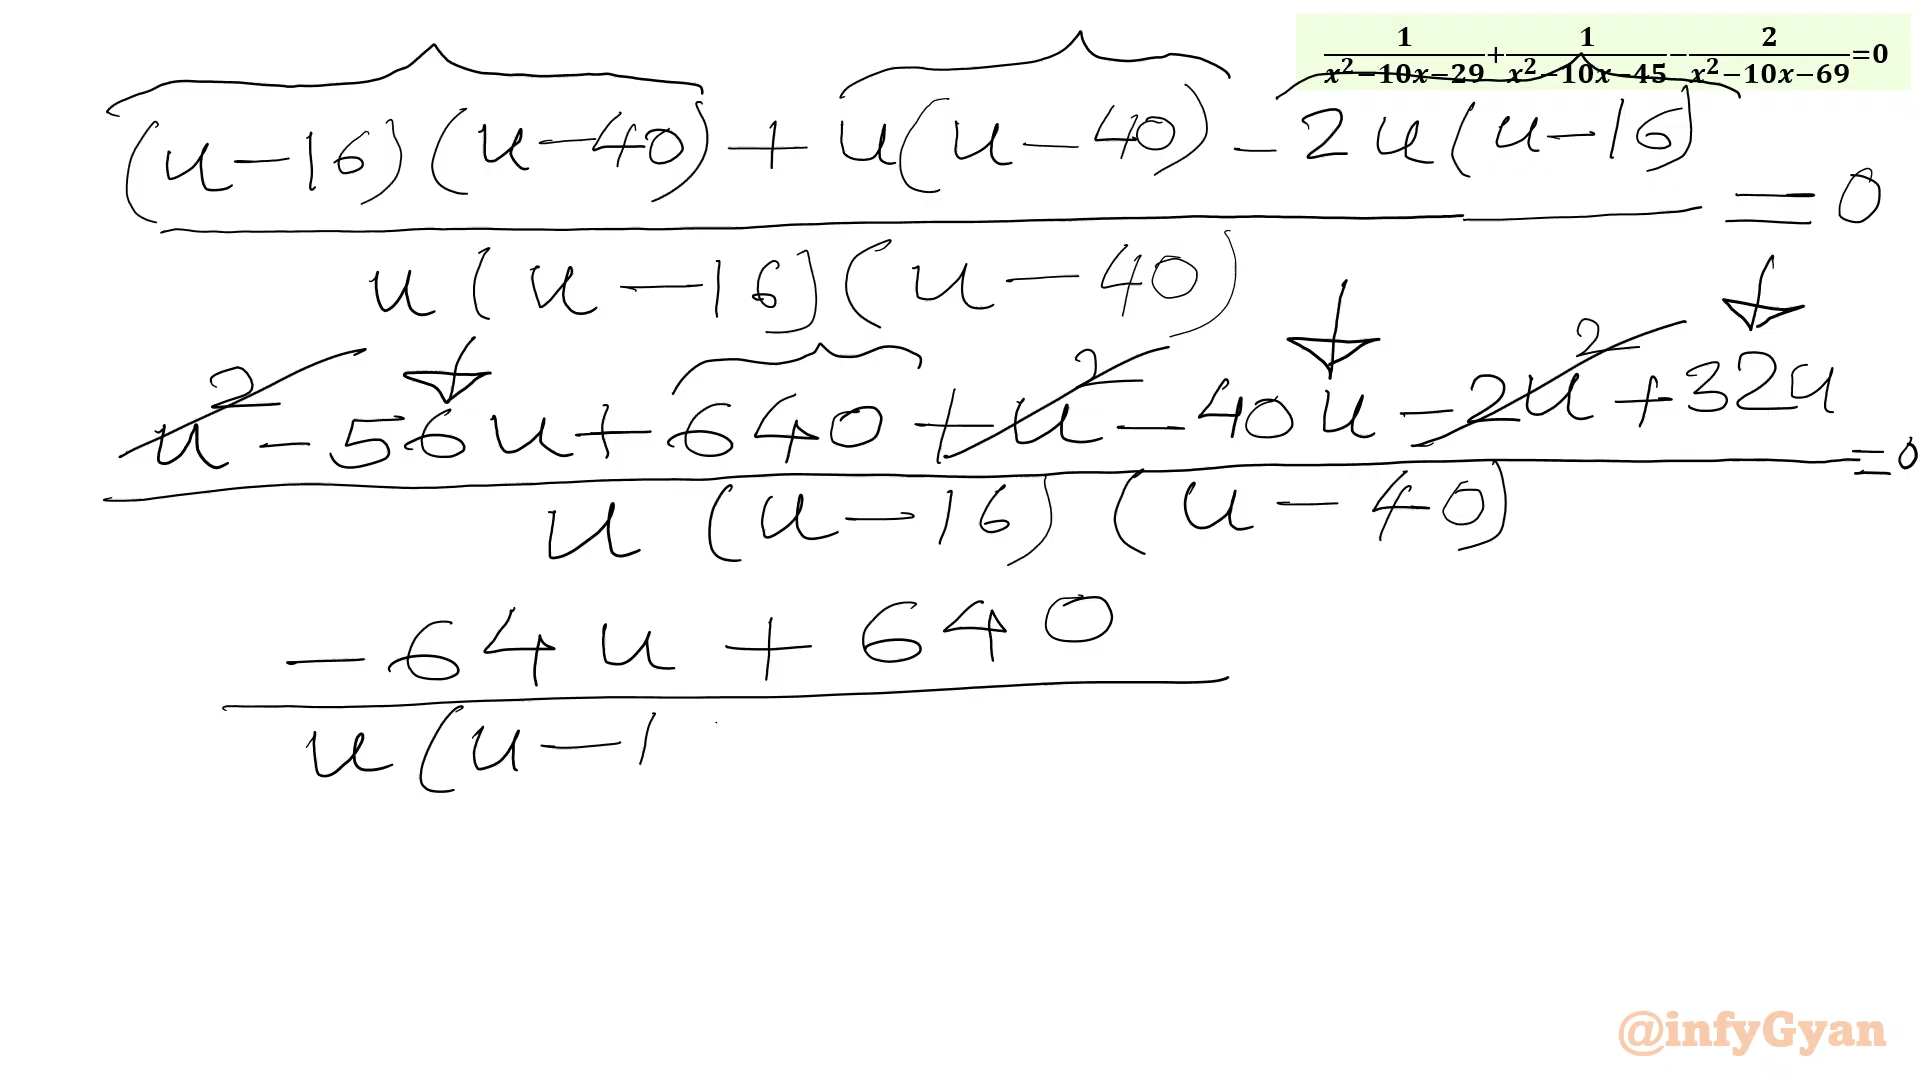 1/(x²−10x−29)+1/(x²−10x−45)−2/(x²−10x−69)=0
(u-16)(u-40)+u(u-40)-2u(u-16)
= 0
u(u-16)(u-40)
u²-56u+640+u²-40u-2u²+32u
=0
u(u-16)(u-40)
-64u+640
u(u-1
@infyGyan